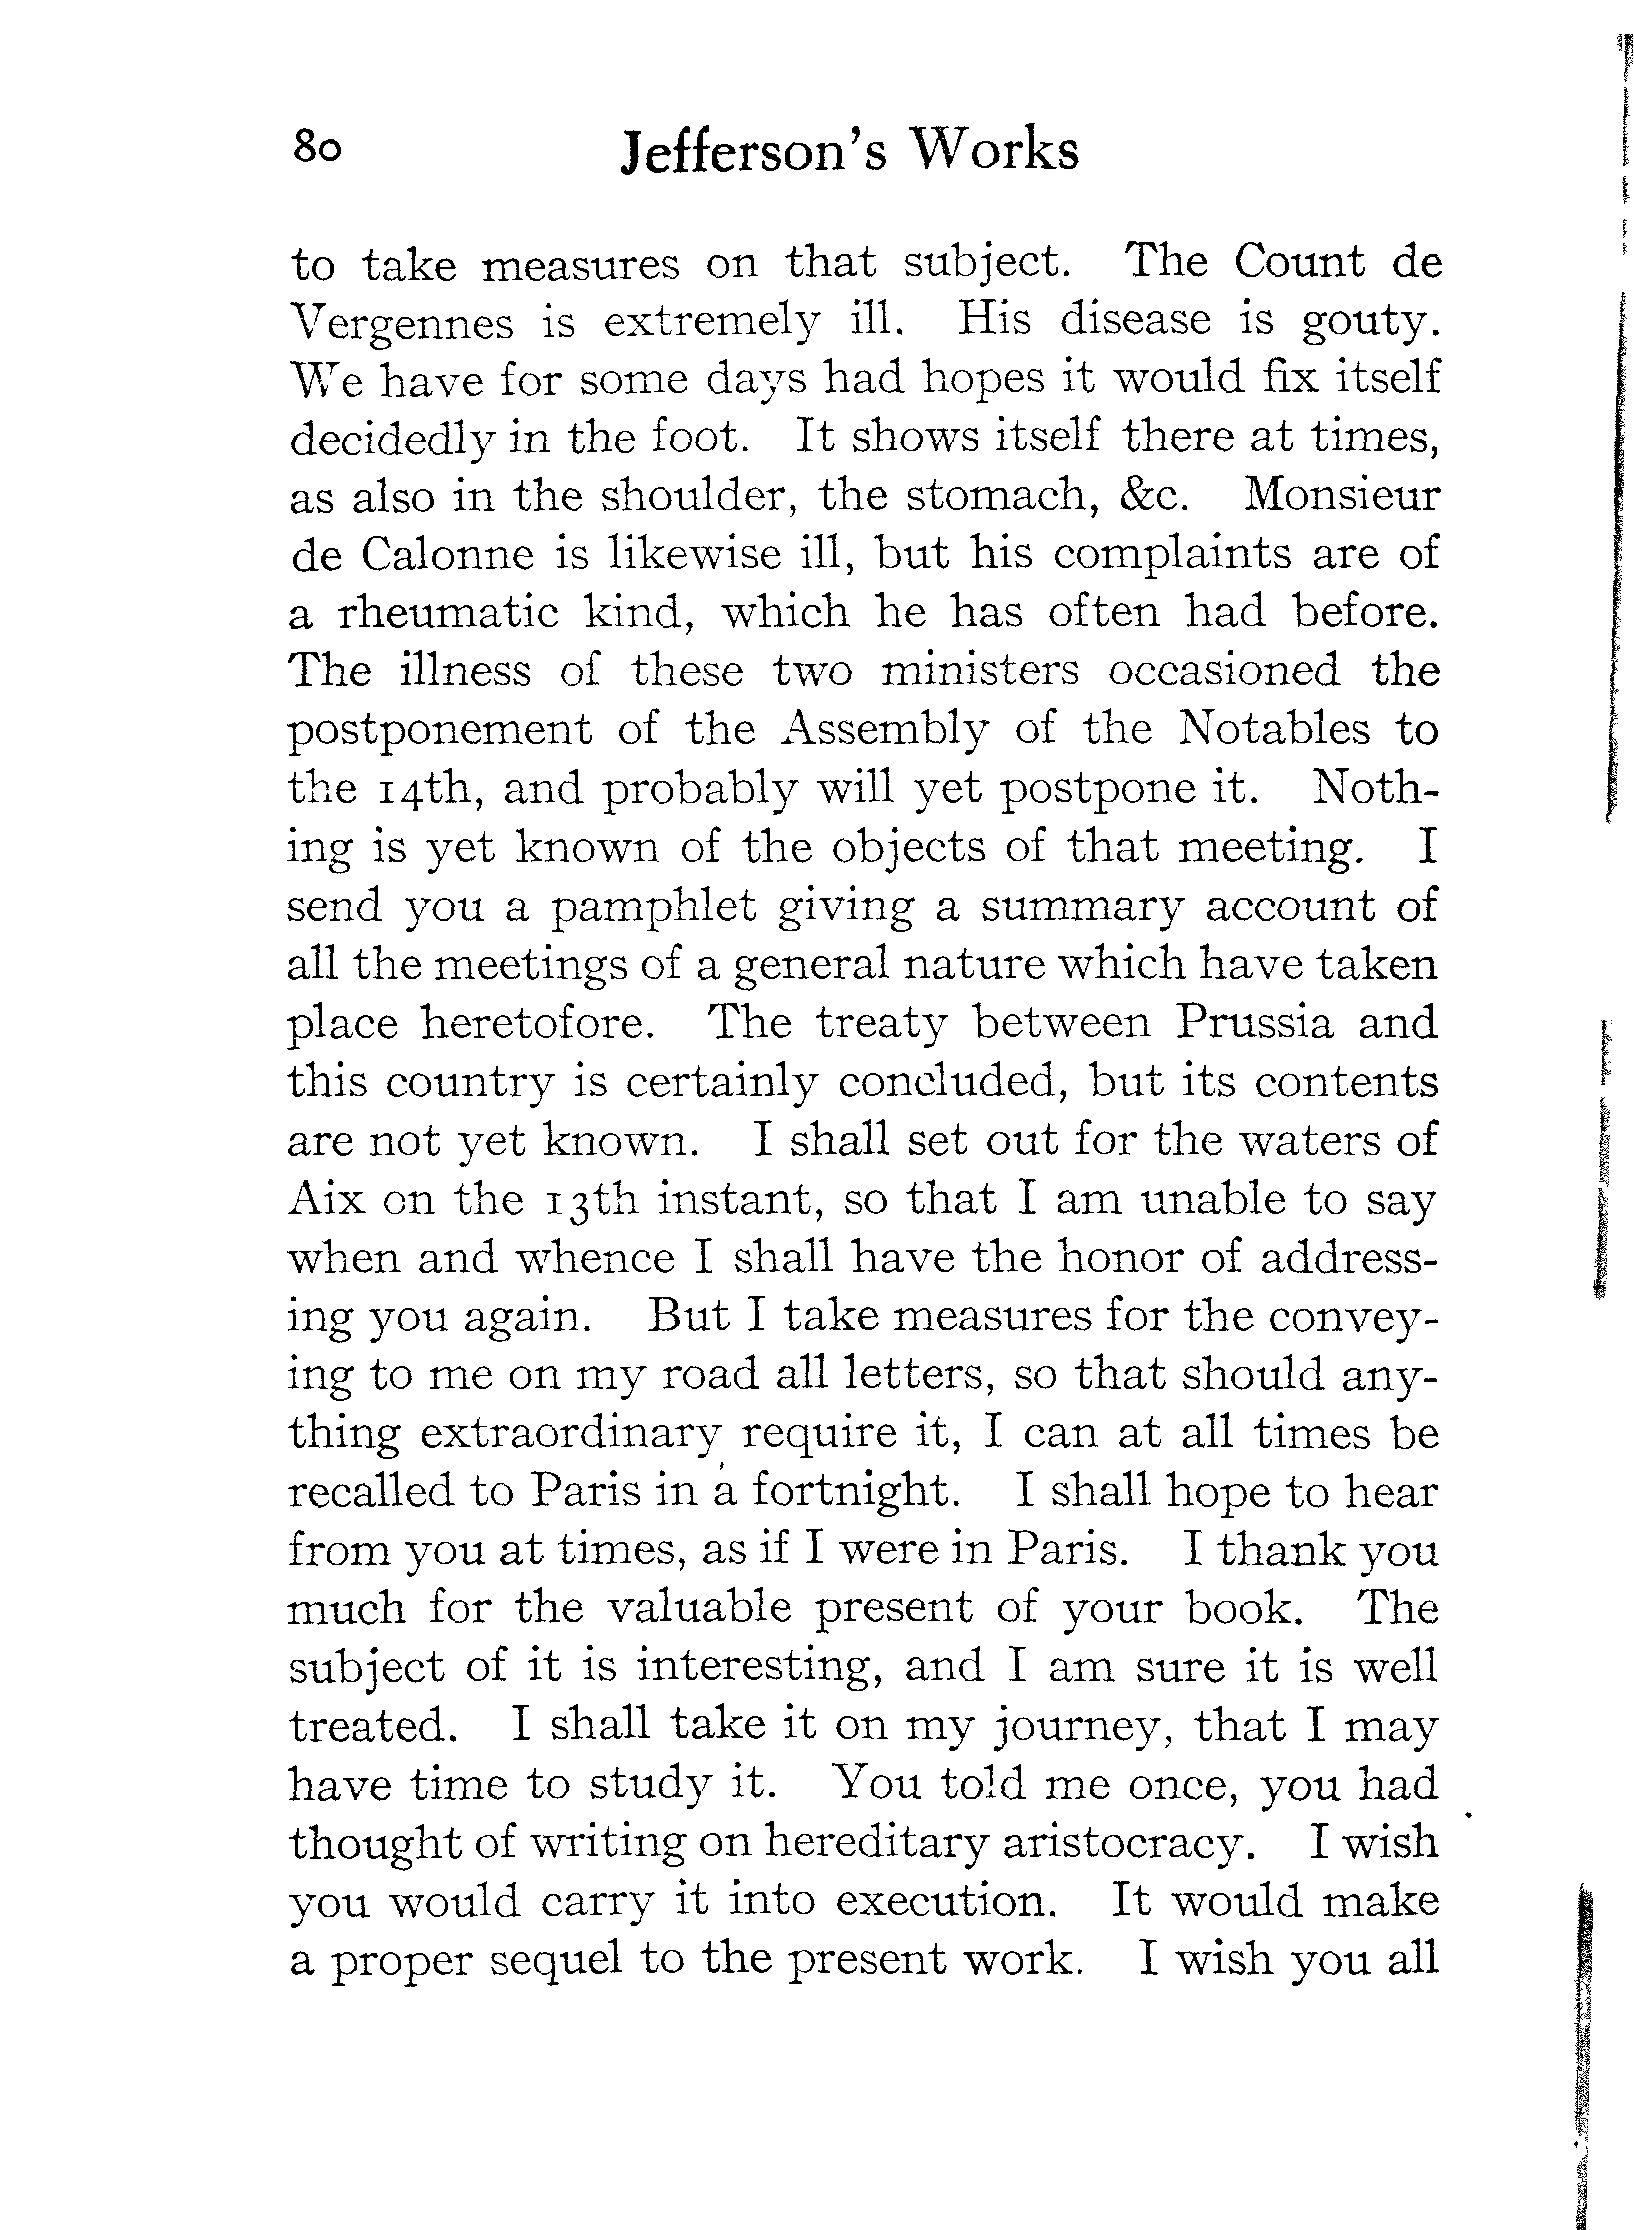 80 Jefferson's Works
to take measures on that subject. The Count de
Vergennes is extremely ill. His disease is gouty.
We have for some days had hopes it would fix itself
decidedly in the foot. It shows itself there at times,
as also in the shoulder, the stomach, &c. Monsieur
de Calonne is likewise ill, but his complaints are of
a rheumatic kind, which he has often had before.
The illness of these two ministers occasioned the
postponement of the Assembly of the Notables to
the 14th, and probably will yet postpone it. Noth-
ing is yet known of the objects of that meeting. I
send you a pamphlet giving a summary account of
all the meetings of a general nature which have taken
place heretofore. The treaty between Prussia and
this country is certainly concluded, but its contents
are not yet known. I shall set out for the waters of
Aix on the 13th instant, so that I am unable to say
when and whence I shall have the honor of address-
ing you again. But I take measures for the convey-
ing to me on my road all letters, so that should any-
thing extraordinary require it, I can at all times be
recalled to Paris in a fortnight. I shall hope to hear
from you at times, as if I were in Paris. I thank you
much for the valuable present of your book. The
subject of it is interesting, and I am sure it is well
treated. I shall take it on my journey, that I may
have time to study it. You told me once, you had
thought of writing on hereditary aristocracy. I wish
you would carry it into execution. It would make
a proper sequel to the present work. I wish you all